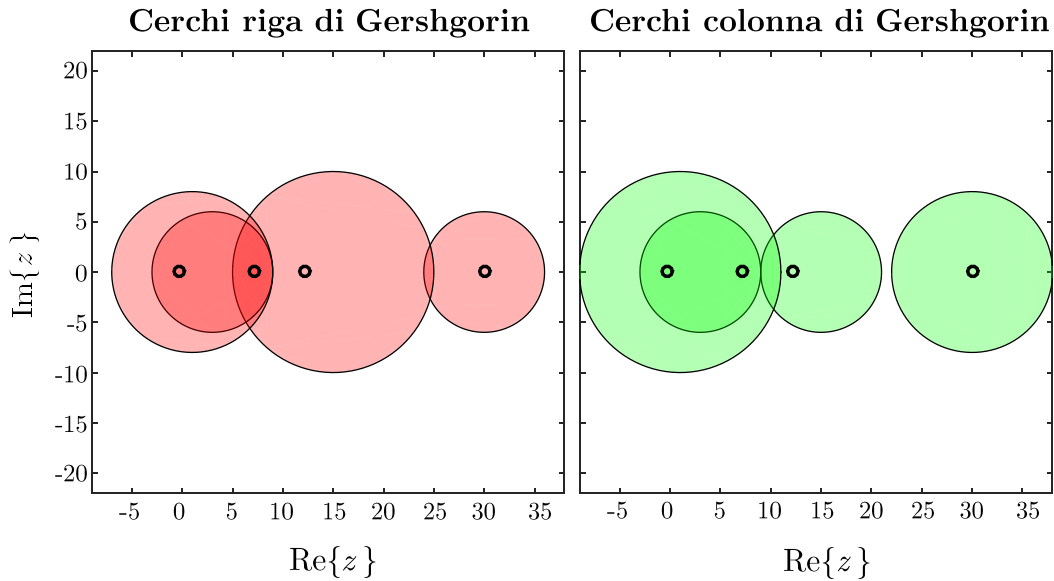 Cerchi riga di Gershgorin
Cerchi colonna di Gershgorin
20
15
10
5
0
-5
-10
-15
-20
Im{z}
-5 0 5 10 15 20 25 30 35
-5 0 5 10 15 20 25 30 35
Re{z}
Re{z}